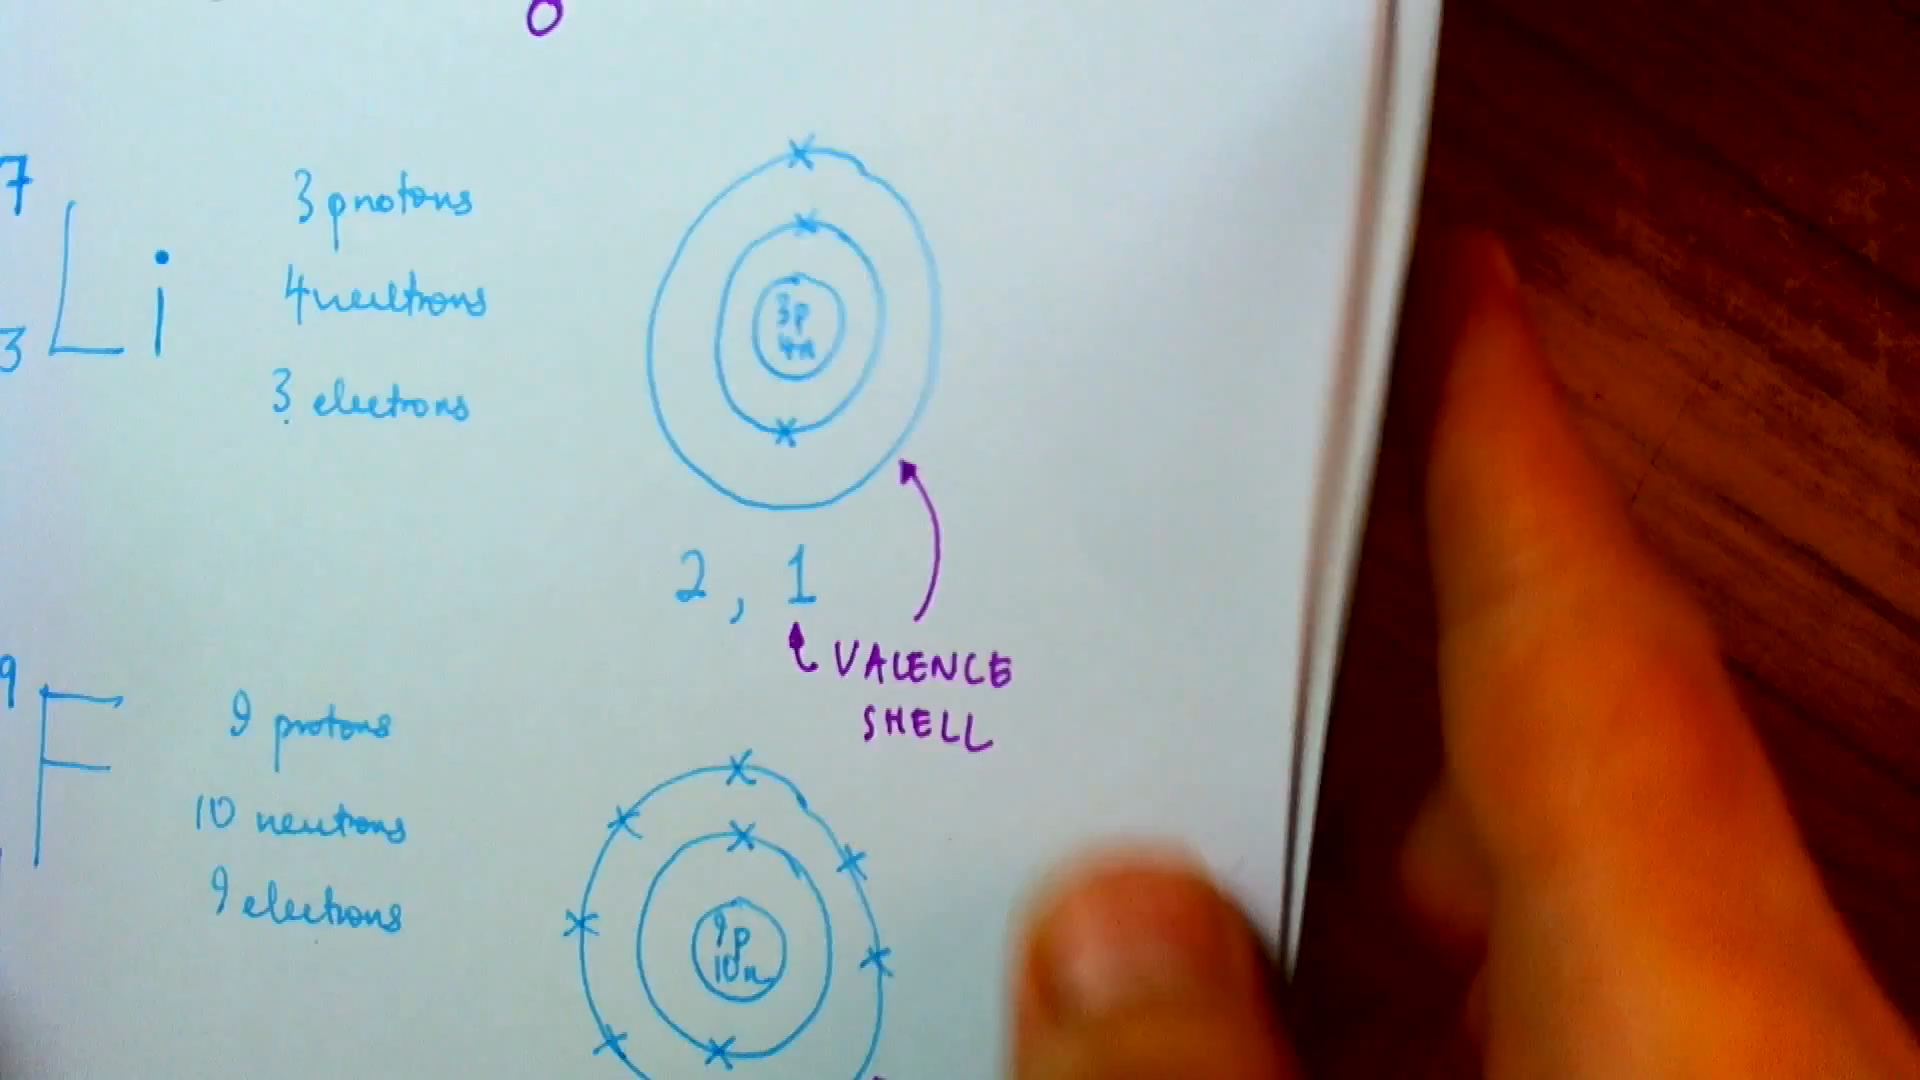 7
3 Li
3 protons
4 neutrons
3 electrons
3p
4n
2, 1
VALENCE
SHELL
9
F
9 protons
10 neutrons
9 electrons
9p
10n